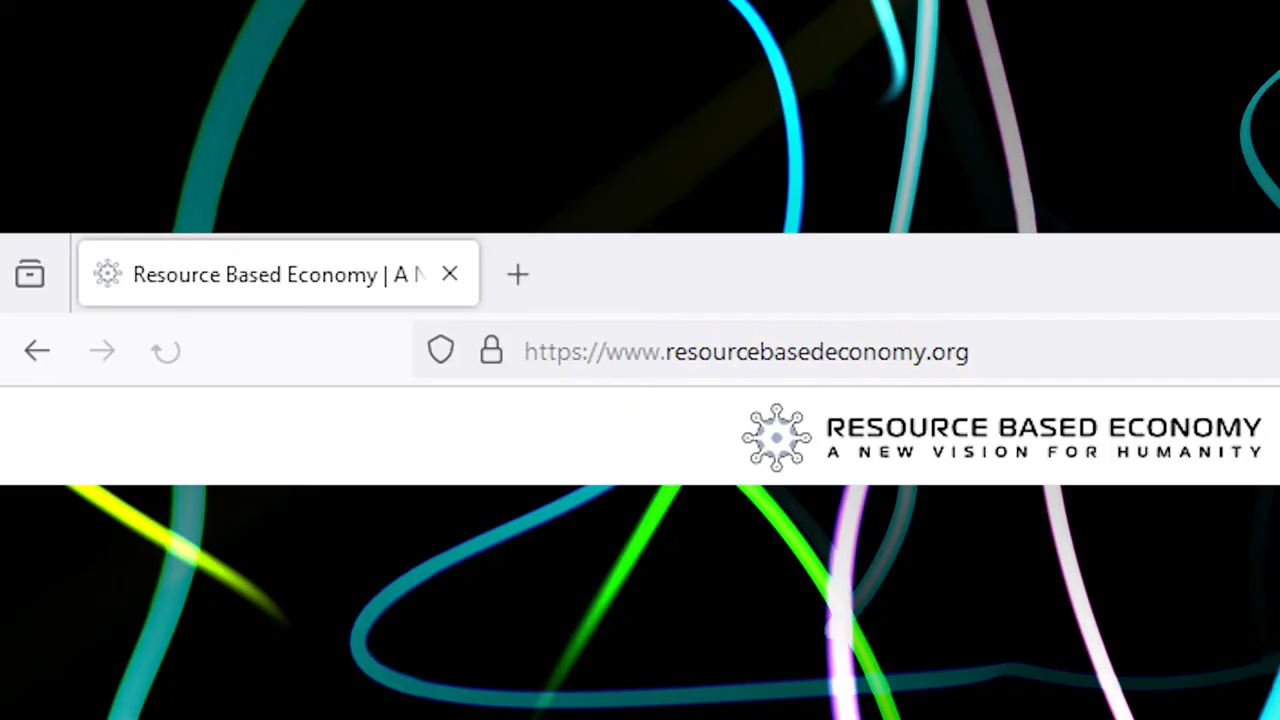 Resource Based Economy | A
https://www.resourcebasedeconomy.org
RESOURCE BASED ECONOMY
A NEW VISION FOR HUMANITY